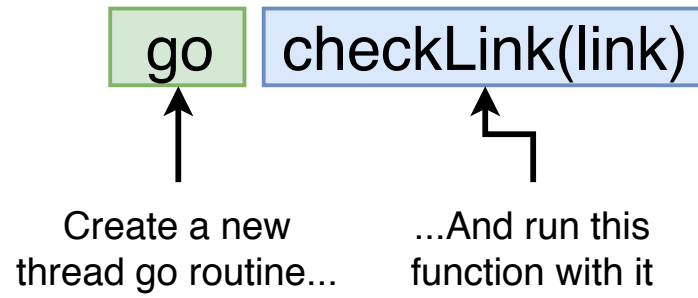 go checkLink(link)
Create a new
thread go routine...
...And run this
function with it